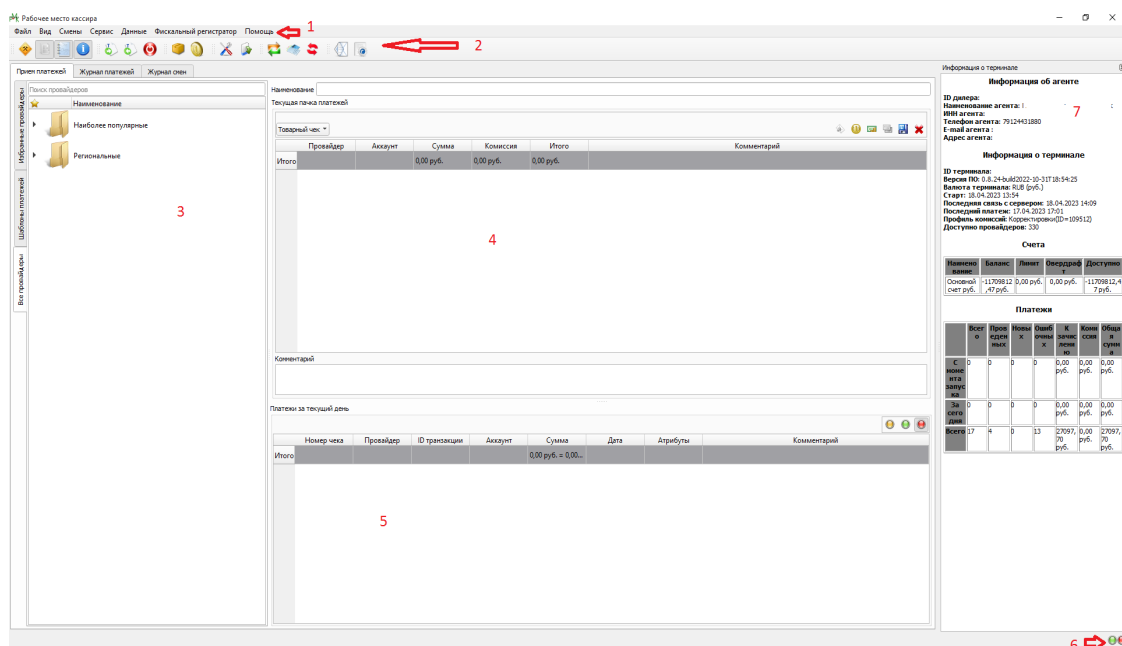 Рабочее место кассира
Файл Вид Смены Сервис Данные Фискальный регистратор Помощь
1
2
Прием платежей Журнал платежей Журнал смен
Избранные провайдеры
Шаблоны платежей
Все провайдеры
Поиск провайдеров
Наименование
Наиболее популярные
Региональные
3
Наименование
Текущая пачка платежей
Товарный чек
Провайдер Аккаунт Сумма Комиссия Итого Комментарий
Итого 0,00 руб. 0,00 руб. 0,00 руб.
4
Комментарий
Платежи за текущий день
Номер чека Провайдер ID транзакции Аккаунт Сумма Дата Атрибуты Комментарий
Итого 0,00 руб. = 0,00...
5
Информация о терминале
Информация об агенте
ID дилера:
Наименование агента:
7
ИНН агента:
Телефон агента: 79124431880
E-mail агента :
Адрес агента:
Информация о терминале
ID терминала:
Версия ПО: 0.8.24-build2022-10-31T18:54:25
Валюта терминала: RUB (руб.)
Старт: 18.04.2023 13:54
Последняя связь с сервером: 18.04.2023 14:09
Последний платеж: 17.04.2023 17:01
Профиль комиссий: Корректировки(ID=109512)
Доступно провайдеров: 330
Счета
Наименование Баланс Лимит Овердрафт Доступно
Основной счет руб. -11709812,47 руб. 0,00 руб. 0,00 руб. -11709812,47 руб.
Платежи
Всего Проведенных Новых Ошибочных К зачислению Комиссия Общая сумма
С момента запуска 0 0 0 0 0,00 руб. 0,00 руб. 0,00 руб.
За сегодня 0 0 0 0 0,00 руб. 0,00 руб. 0,00 руб.
Всего 17 4 0 13 27097,70 руб. 0,00 руб. 27097,70 руб.
6